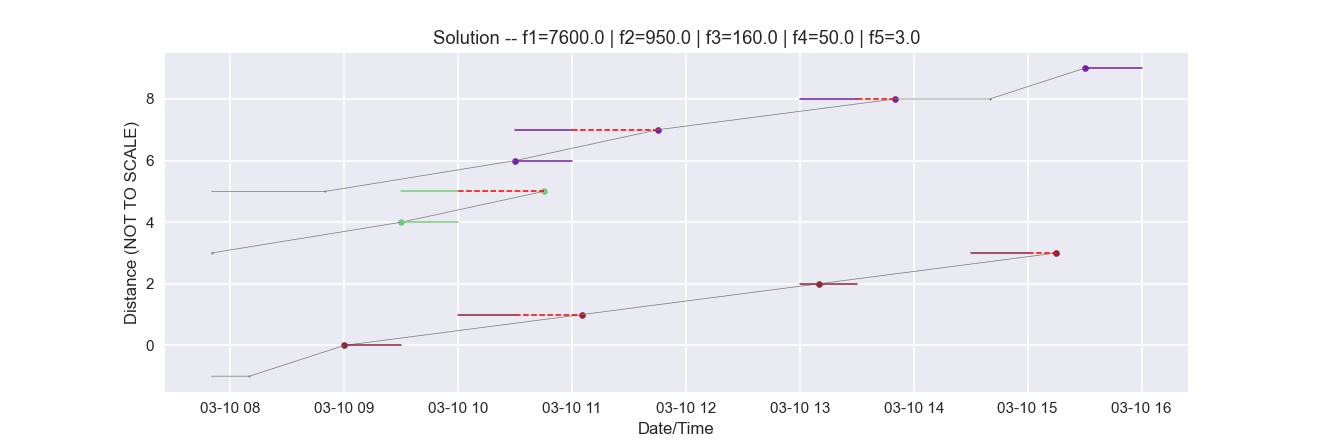 Solution -- f1=7600.0 | f2=950.0 | f3=160.0 | f4=50.0 | f5=3.0
Distance (NOT TO SCALE)
8
6
4
2
0
03-10 08 03-10 09 03-10 10 03-10 11 03-10 12 03-10 13 03-10 14 03-10 15 03-10 16
Date/Time